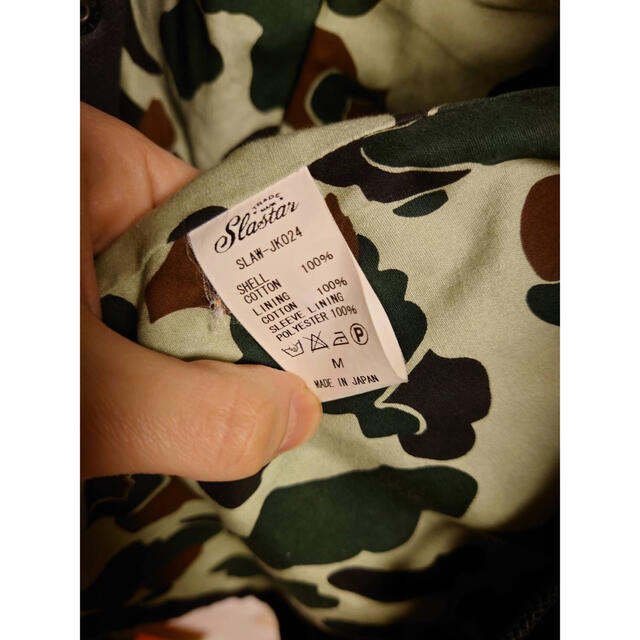 TRADE
MARK
Slastar
SLAW-JK024
SHELL
COTTON 100%
LINING
COTTON 100%
SLEEVE LINING
POLYESTER 100%
P
M
MADE IN JAPAN